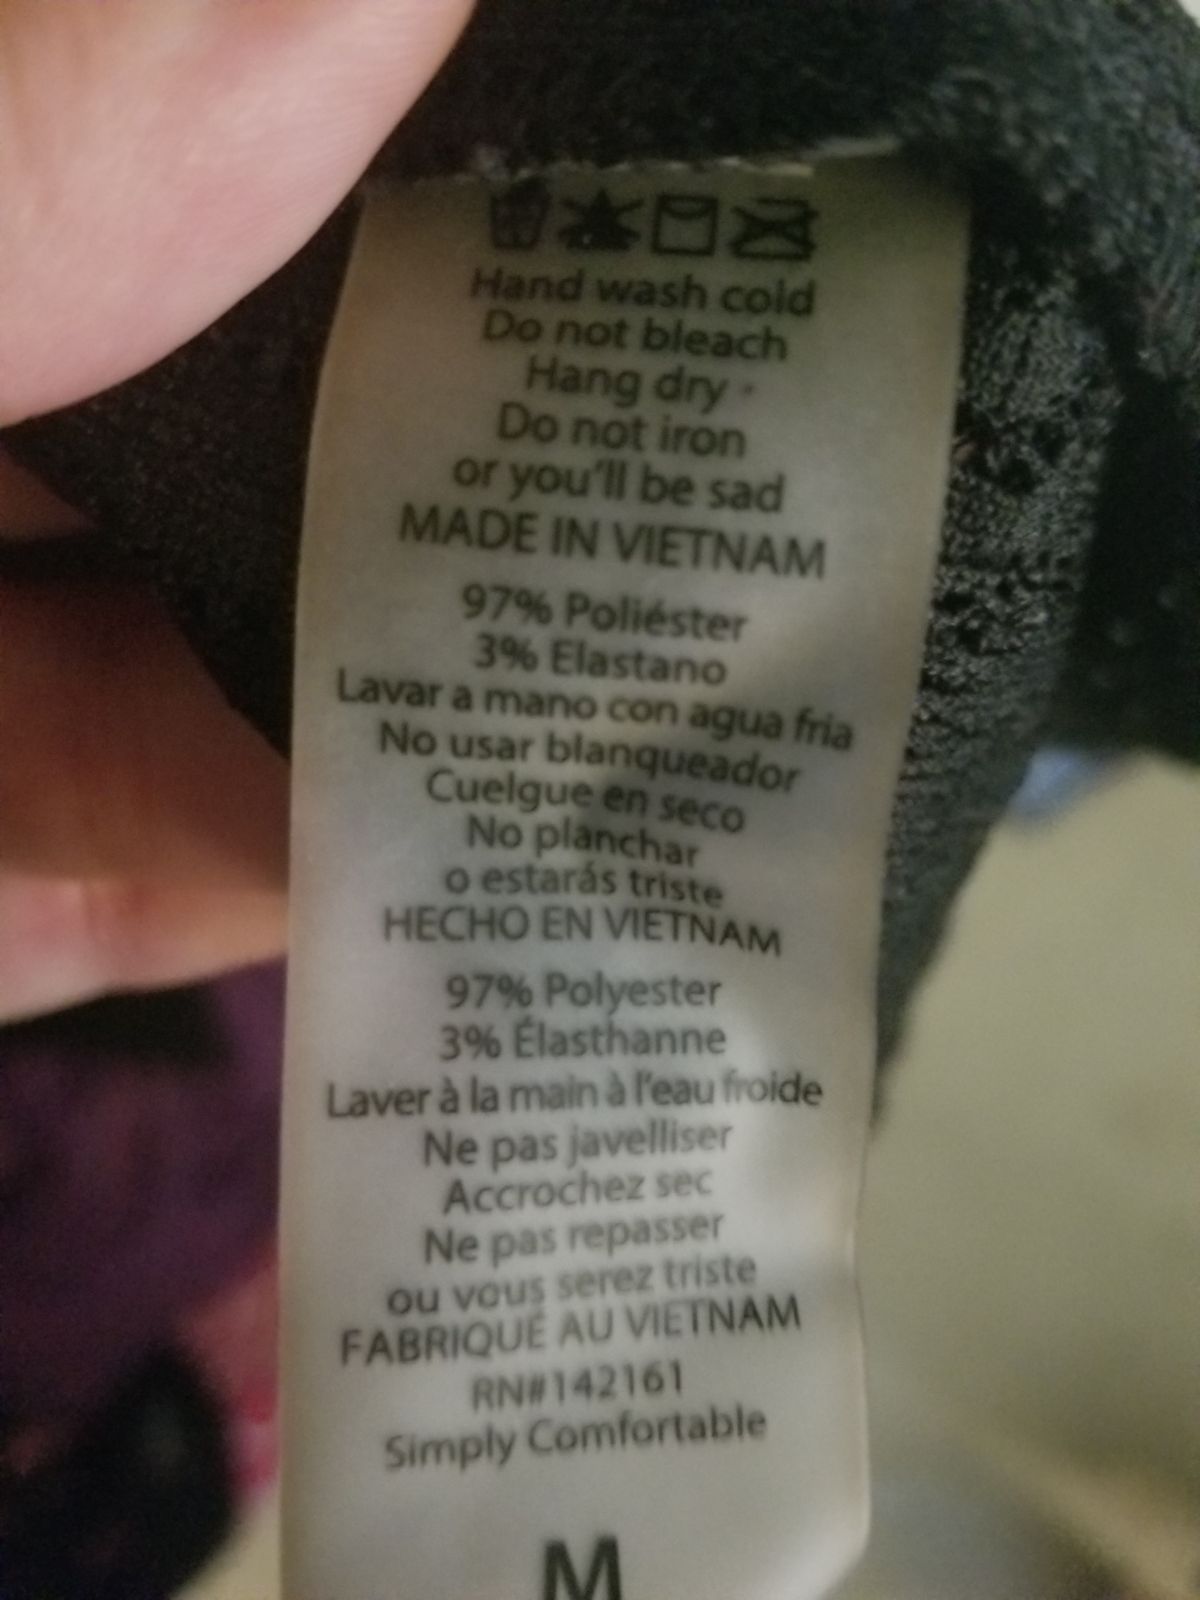 Hand wash cold
Do not bleach
Hang dry
Do not iron
or you'll be sad
MADE IN VIETNAM
97% Poliéster
3% Elastano
Lavar a mano con agua fria
No usar blanqueador
Cuelgue en seco
No planchar
o estarás triste
HECHO EN VIETNAM
97% Polyester
3% Élasthanne
Laver à la main à l'eau froide
Ne pas javelliser
Accrochez sec
Ne pas repasser
ou vous serez triste
FABRIQUÉ AU VIETNAM
RN#142161
Simply Comfortable
M